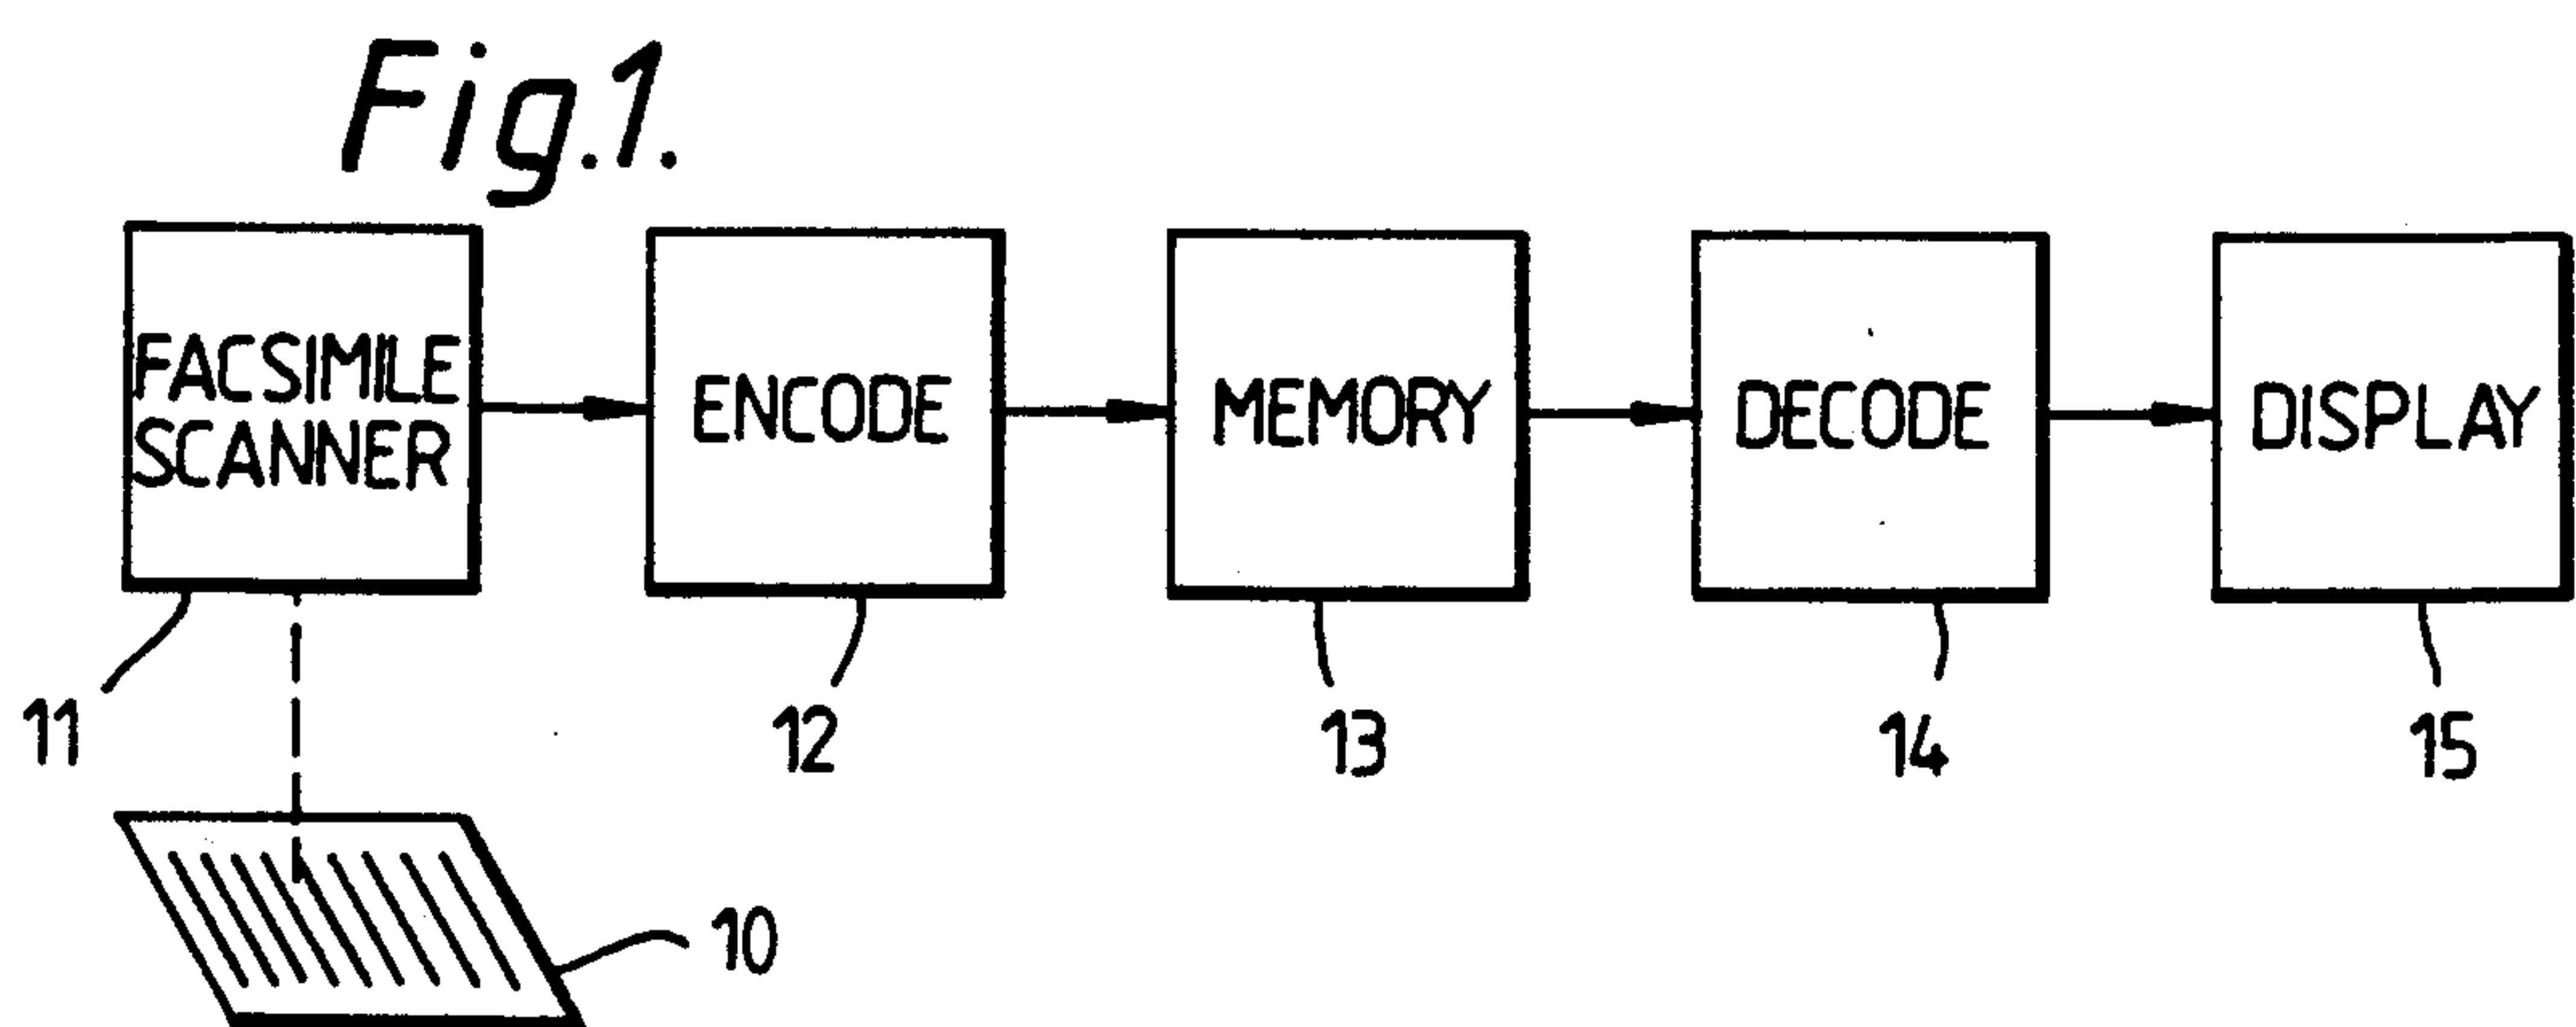 Fig.1.
FACSIMILE
SCANNER
ENCODE
MEMORY
DECODE
DISPLAY
11
12
13
14
15
10